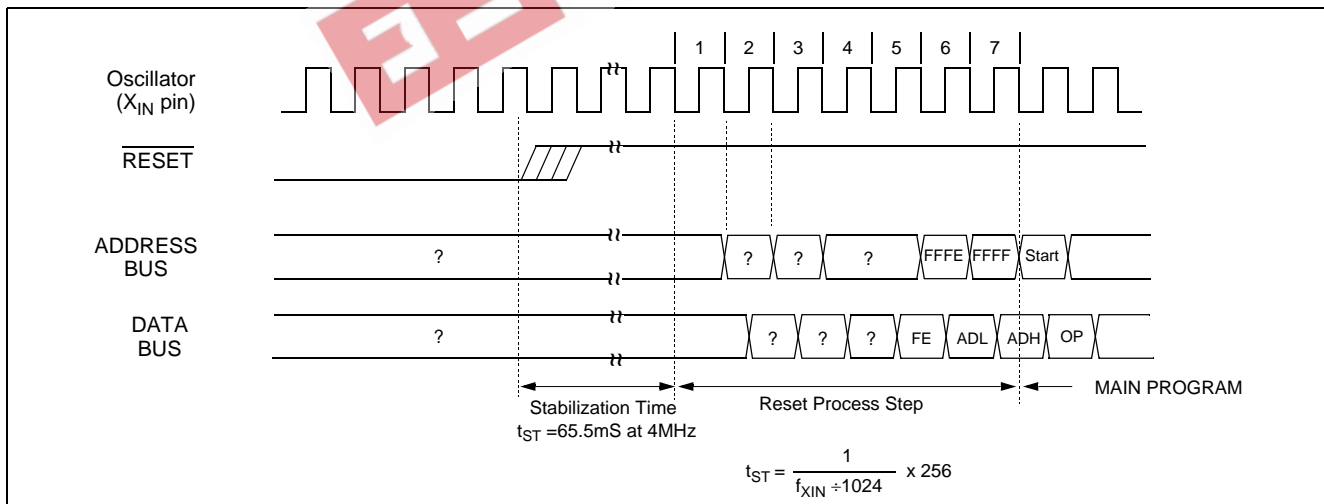 1 2 3 4 5 6 7
Oscillator
(XIN pin)
RESET
ADDRESS
BUS
? ? ? ? FFFE FFFF Start
DATA
BUS
? ? ? ? FE ADL ADH OP
Stabilization Time
tST =65.5mS at 4MHz
Reset Process Step
MAIN PROGRAM
tST = 1
fXIN ÷1024
x 256